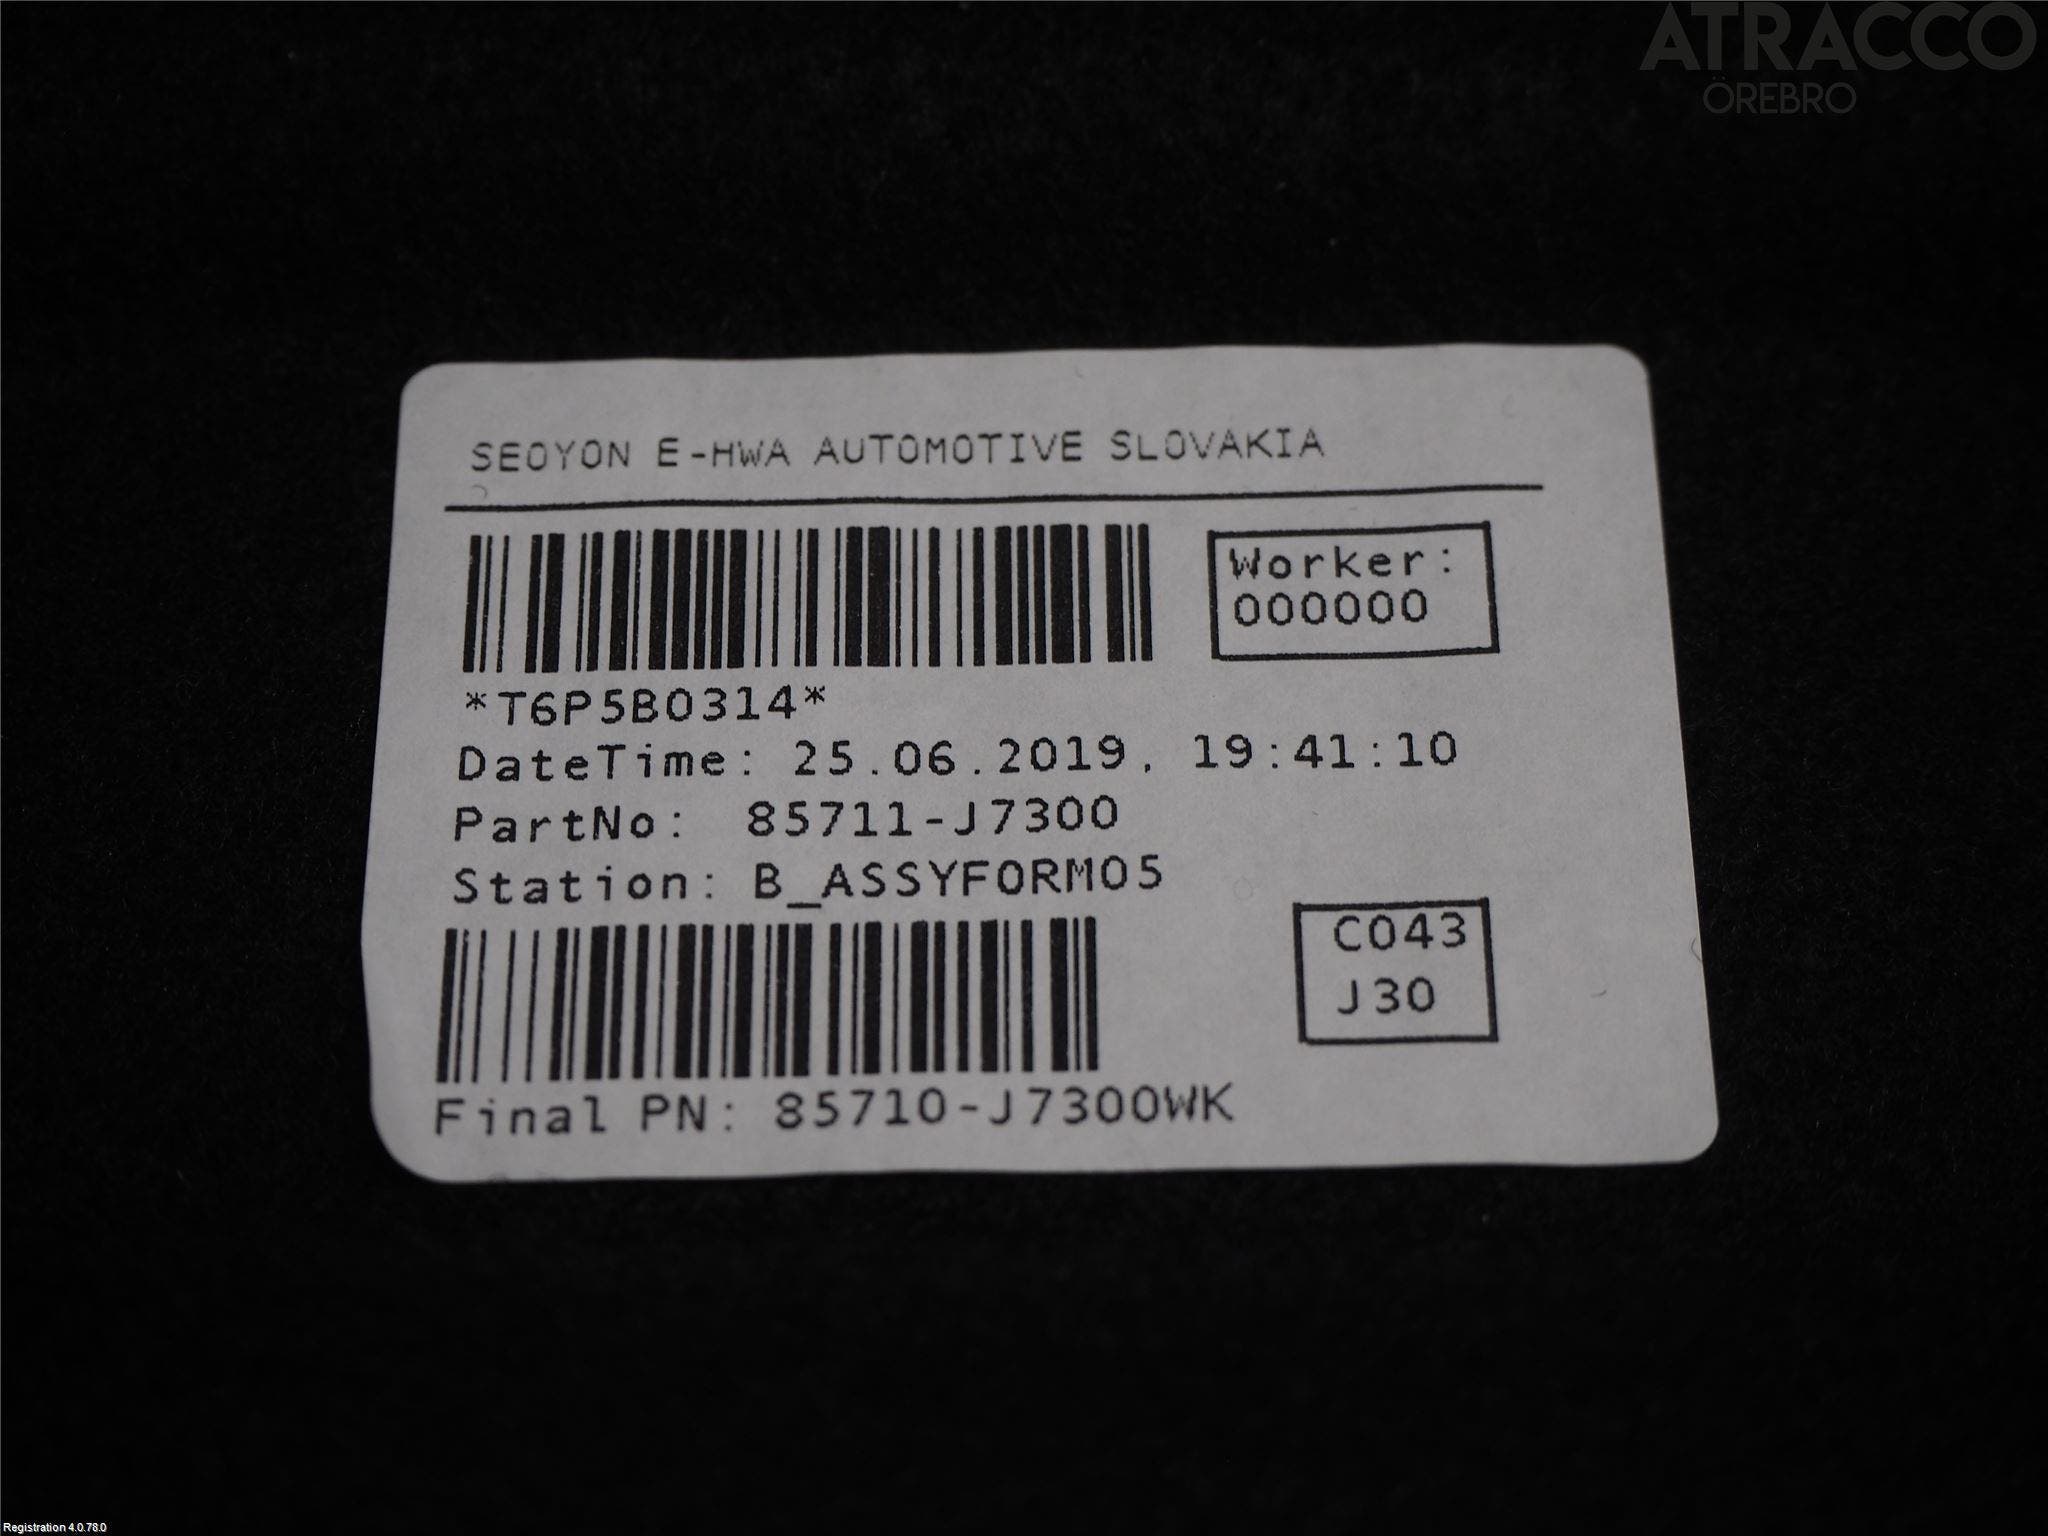 ATRACCO
ÖREBRO
SEOYON E-HWA AUTOMOTIVE SLOVAKIA
Worker:
000000
*T6P5B0314*
DateTime: 25.06.2019, 19:41:10
PartNo: 85711-J7300
Station: B_ASSYFORM05
C043
J30
Final PN: 85710-J7300WK
Registration 4.0.78.0